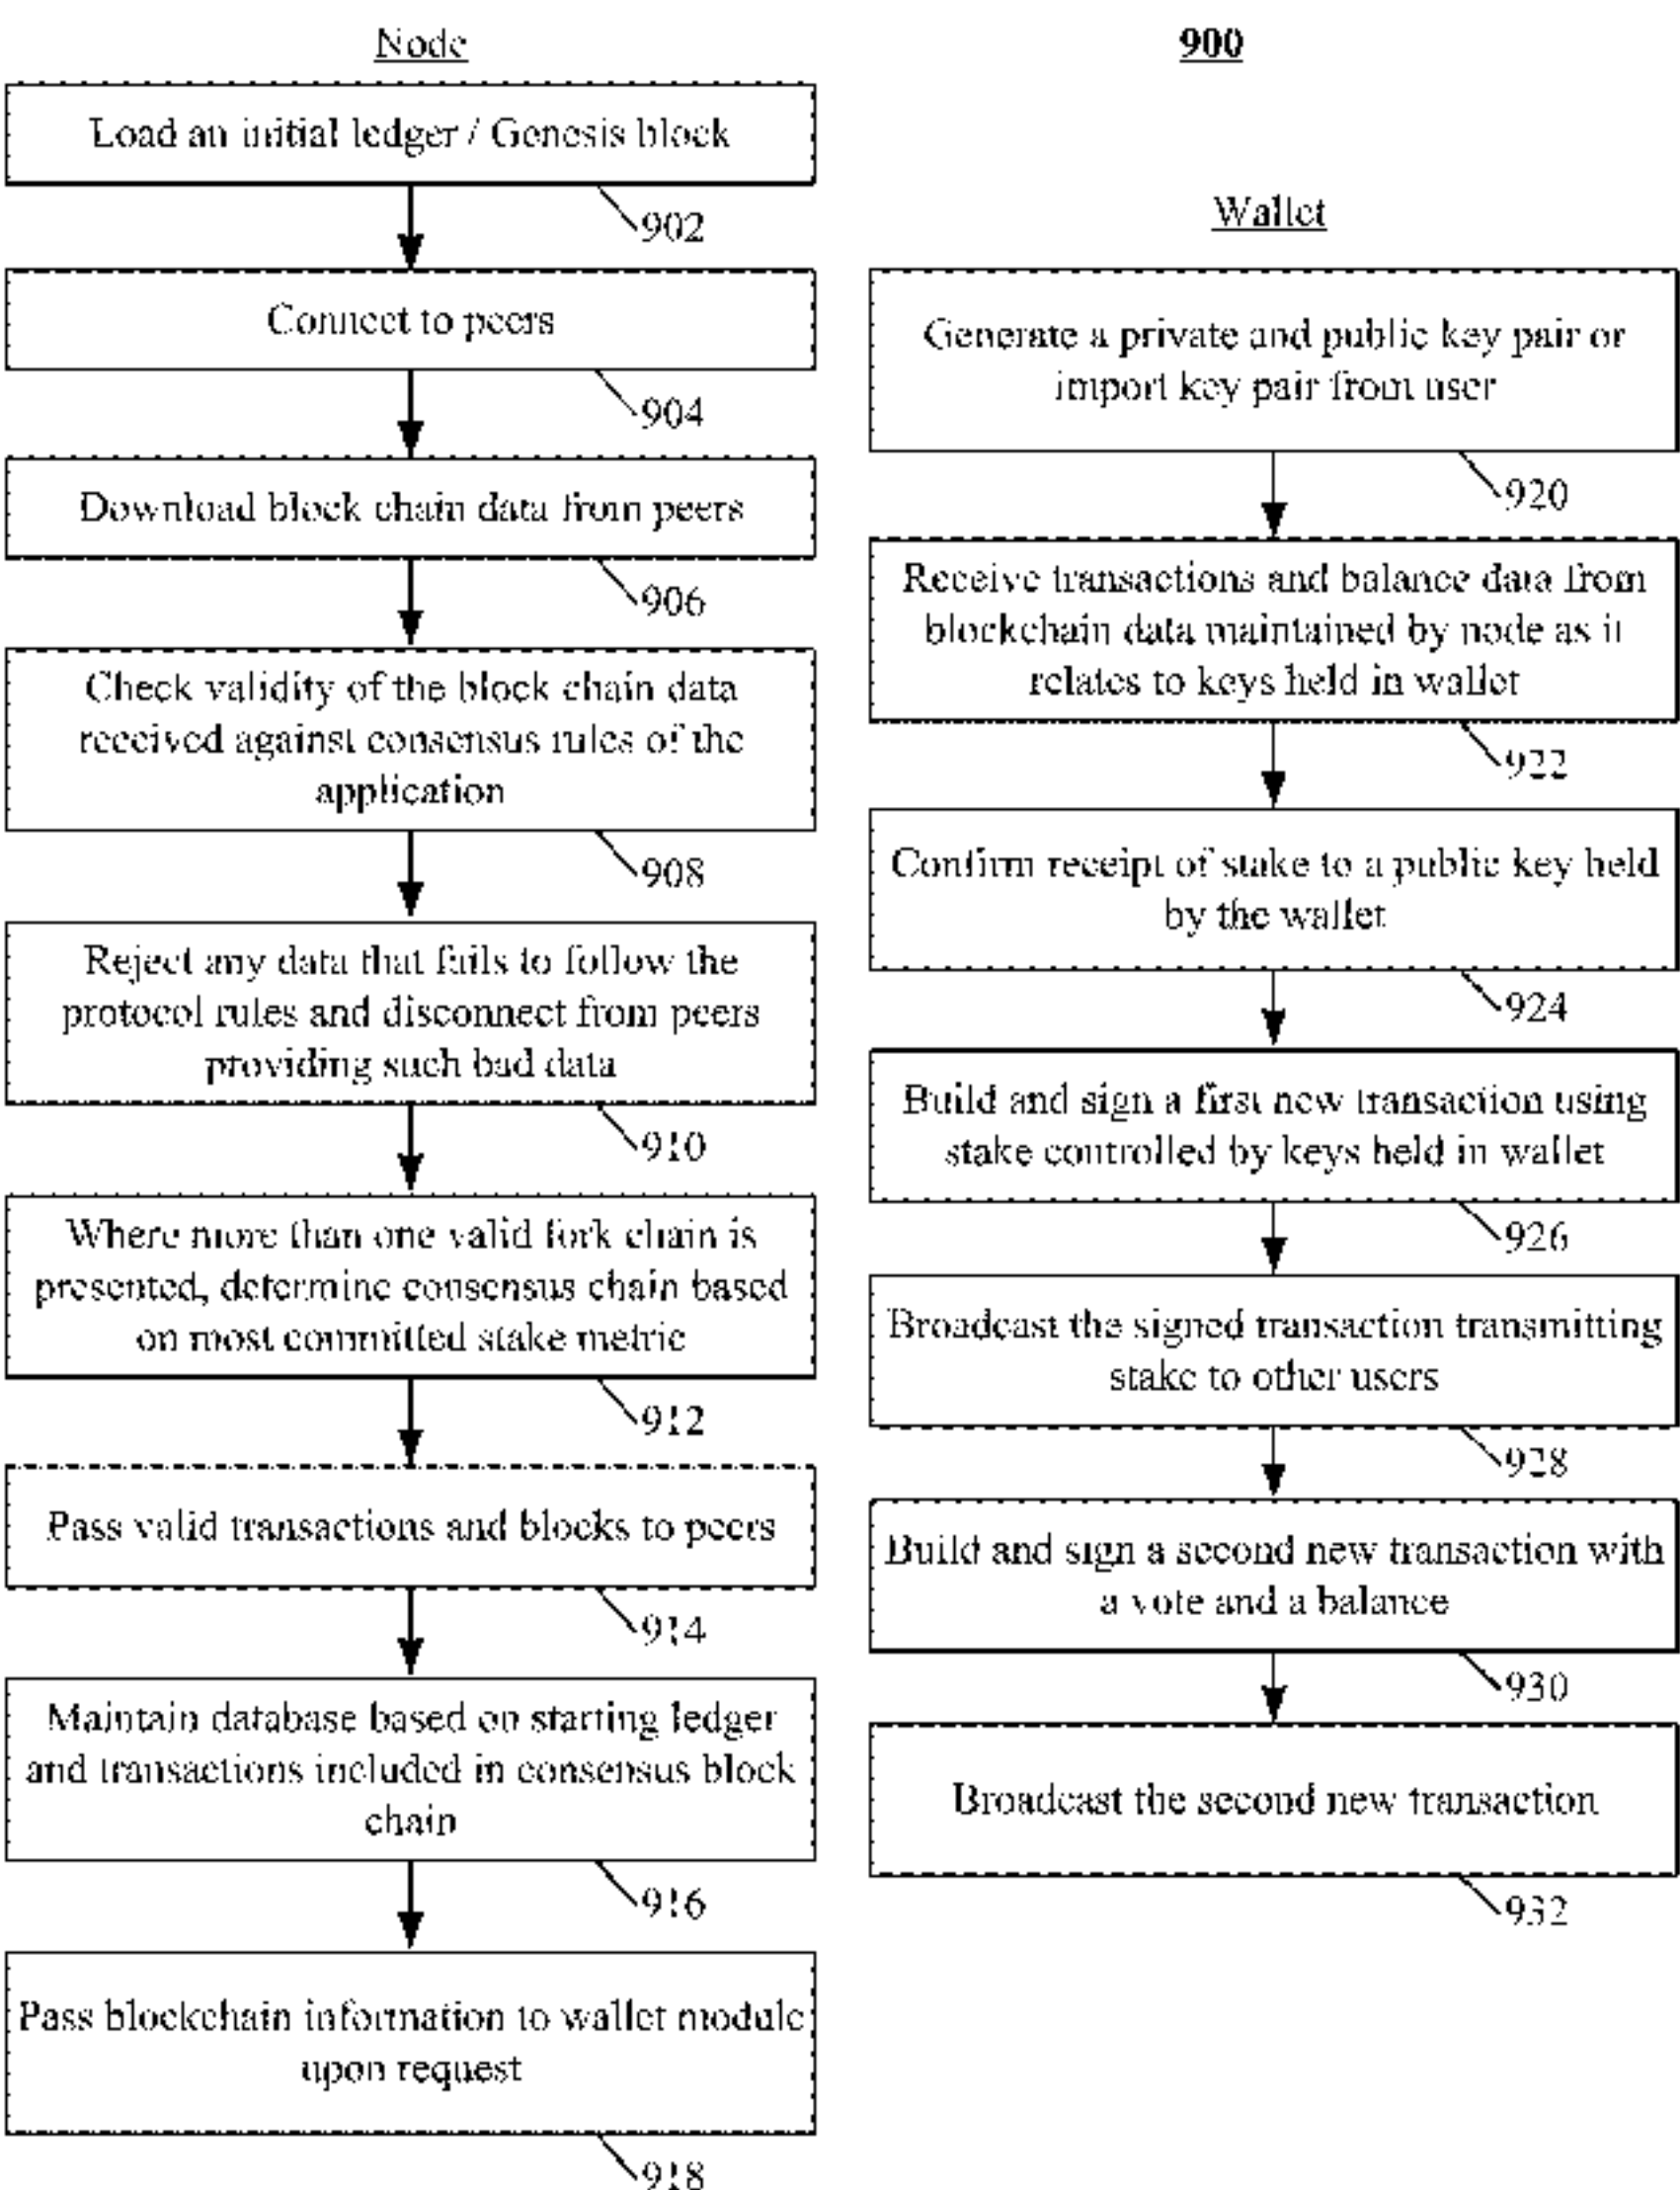 Node
Load an initial ledger / Genesis block
902
Connect to peers
904
Download block chain data from peers
906
Check validity of the block chain data
received against consensus rules of the
application
908
Reject any data that fails to follow the
protocol rules and disconnect from peers
providing such bad data
910
Where more than one valid fork chain is
presented, determine consensus chain based
on most committed stake metric
912
Pass valid transactions and blocks to peers
914
Maintain database based on starting ledger
and transactions included in consensus block
chain
916
Pass blockchain information to wallet module
upon request
918
900
Wallet
Generate a private and public key pair or
import key pair from user
920
Receive transactions and balance data from
blockchain data maintained by node as it
relates to keys held in wallet
922
Confirm receipt of stake to a public key held
by the wallet
924
Build and sign a first new transaction using
stake controlled by keys held in wallet
926
Broadcast the signed transaction transmitting
stake to other users
928
Build and sign a second new transaction with
a vote and a balance
930
Broadcast the second new transaction
932